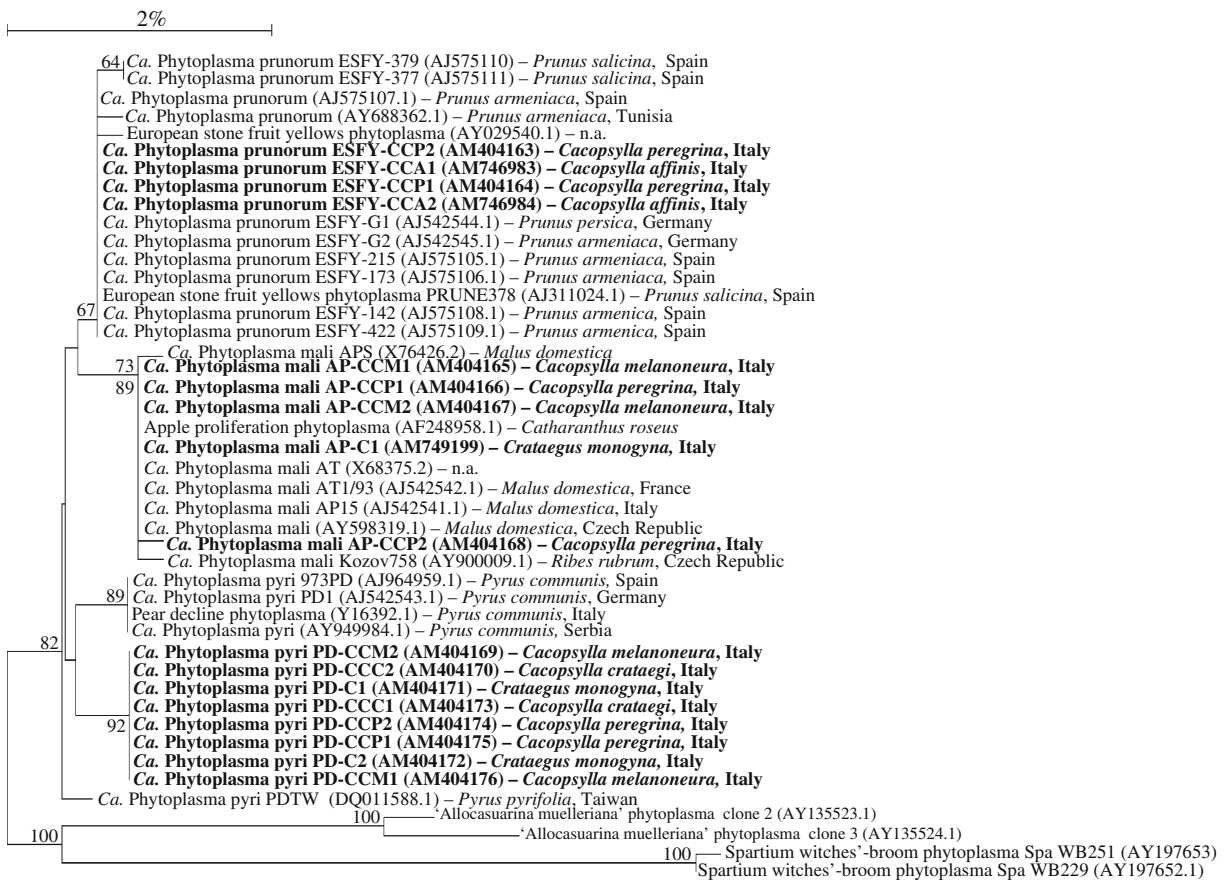 2%
64
Ca. Phytoplasma prunorum ESFY-379 (AJ575110) – Prunus salicina, Spain
Ca. Phytoplasma prunorum ESFY-377 (AJ575111) – Prunus salicina, Spain
Ca. Phytoplasma prunorum (AJ575107.1) – Prunus armeniaca, Spain
Ca. Phytoplasma prunorum (AY688362.1) – Prunus armeniaca, Tunisia
European stone fruit yellows phytoplasma (AY029540.1) – n.a.
Ca. Phytoplasma prunorum ESFY-CCP2 (AM404163) – Cacopsylla peregrina, Italy
Ca. Phytoplasma prunorum ESFY-CCA1 (AM746983) – Cacopsylla affinis, Italy
Ca. Phytoplasma prunorum ESFY-CCP1 (AM404164) – Cacopsylla peregrina, Italy
Ca. Phytoplasma prunorum ESFY-CCA2 (AM746984) – Cacopsylla affinis, Italy
Ca. Phytoplasma prunorum ESFY-G1 (AJ542544.1) – Prunus persica, Germany
Ca. Phytoplasma prunorum ESFY-G2 (AJ542545.1) – Prunus armeniaca, Germany
Ca. Phytoplasma prunorum ESFY-215 (AJ575105.1) – Prunus armeniaca, Spain
Ca. Phytoplasma prunorum ESFY-173 (AJ575106.1) – Prunus armeniaca, Spain
European stone fruit yellows phytoplasma PRUNE378 (AJ311024.1) – Prunus salicina, Spain
67
Ca. Phytoplasma prunorum ESFY-142 (AJ575108.1) – Prunus armenica, Spain
Ca. Phytoplasma prunorum ESFY-422 (AJ575109.1) – Prunus armenica, Spain
Ca. Phytoplasma mali APS (X76426.2) – Malus domestica
73
Ca. Phytoplasma mali AP-CCM1 (AM404165) – Cacopsylla melanoneura, Italy
89
Ca. Phytoplasma mali AP-CCP1 (AM404166) – Cacopsylla peregrina, Italy
Ca. Phytoplasma mali AP-CCM2 (AM404167) – Cacopsylla melanoneura, Italy
Apple proliferation phytoplasma (AF248958.1) – Catharanthus roseus
Ca. Phytoplasma mali AP-C1 (AM749199) – Crataegus monogyna, Italy
Ca. Phytoplasma mali AT (X68375.2) – n.a.
Ca. Phytoplasma mali AT1/93 (AJ542542.1) – Malus domestica, France
Ca. Phytoplasma mali AP15 (AJ542541.1) – Malus domestica, Italy
Ca. Phytoplasma mali (AY598319.1) – Malus domestica, Czech Republic
Ca. Phytoplasma mali AP-CCP2 (AM404168) – Cacopsylla peregrina, Italy
Ca. Phytoplasma mali Kozov758 (AY900009.1) – Ribes rubrum, Czech Republic
Ca. Phytoplasma pyri 973PD (AJ964959.1) – Pyrus communis, Spain
89
Ca. Phytoplasma pyri PD1 (AJ542543.1) – Pyrus communis, Germany
Pear decline phytoplasma (Y16392.1) – Pyrus communis, Italy
Ca. Phytoplasma pyri (AY949984.1) – Pyrus communis, Serbia
82
Ca. Phytoplasma pyri PD-CCM2 (AM404169) – Cacopsylla melanoneura, Italy
Ca. Phytoplasma pyri PD-CCC2 (AM404170) – Cacopsylla crataegi, Italy
Ca. Phytoplasma pyri PD-C1 (AM404171) – Crataegus monogyna, Italy
Ca. Phytoplasma pyri PD-CCC1 (AM404173) – Cacopsylla crataegi, Italy
92
Ca. Phytoplasma pyri PD-CCP2 (AM404174) – Cacopsylla peregrina, Italy
Ca. Phytoplasma pyri PD-CCP1 (AM404175) – Cacopsylla peregrina, Italy
Ca. Phytoplasma pyri PD-C2 (AM404172) – Crataegus monogyna, Italy
Ca. Phytoplasma pyri PD-CCM1 (AM404176) – Cacopsylla melanoneura, Italy
Ca. Phytoplasma pyri PDTW (DQ011588.1) – Pyrus pyrifolia, Taiwan
100
‘Allocasuarina muelleriana’ phytoplasma clone 2 (AY135523.1)
100
‘Allocasuarina muelleriana’ phytoplasma clone 3 (AY135524.1)
100
Spartium witches’-broom phytoplasma Spa WB251 (AY197653)
Spartium witches’-broom phytoplasma Spa WB229 (AY197652.1)